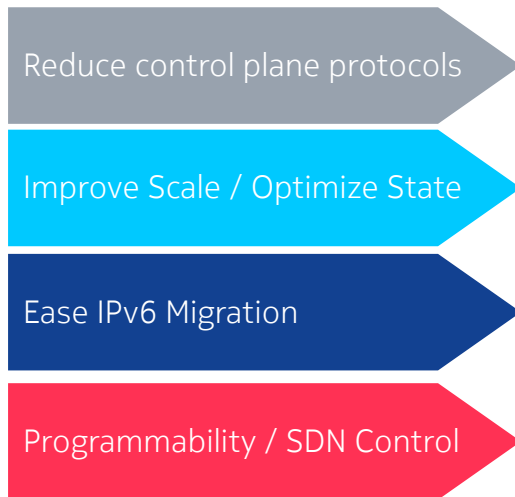 Reduce control plane protocols
Improve Scale / Optimize State
Ease IPv6 Migration
Programmability / SDN Control